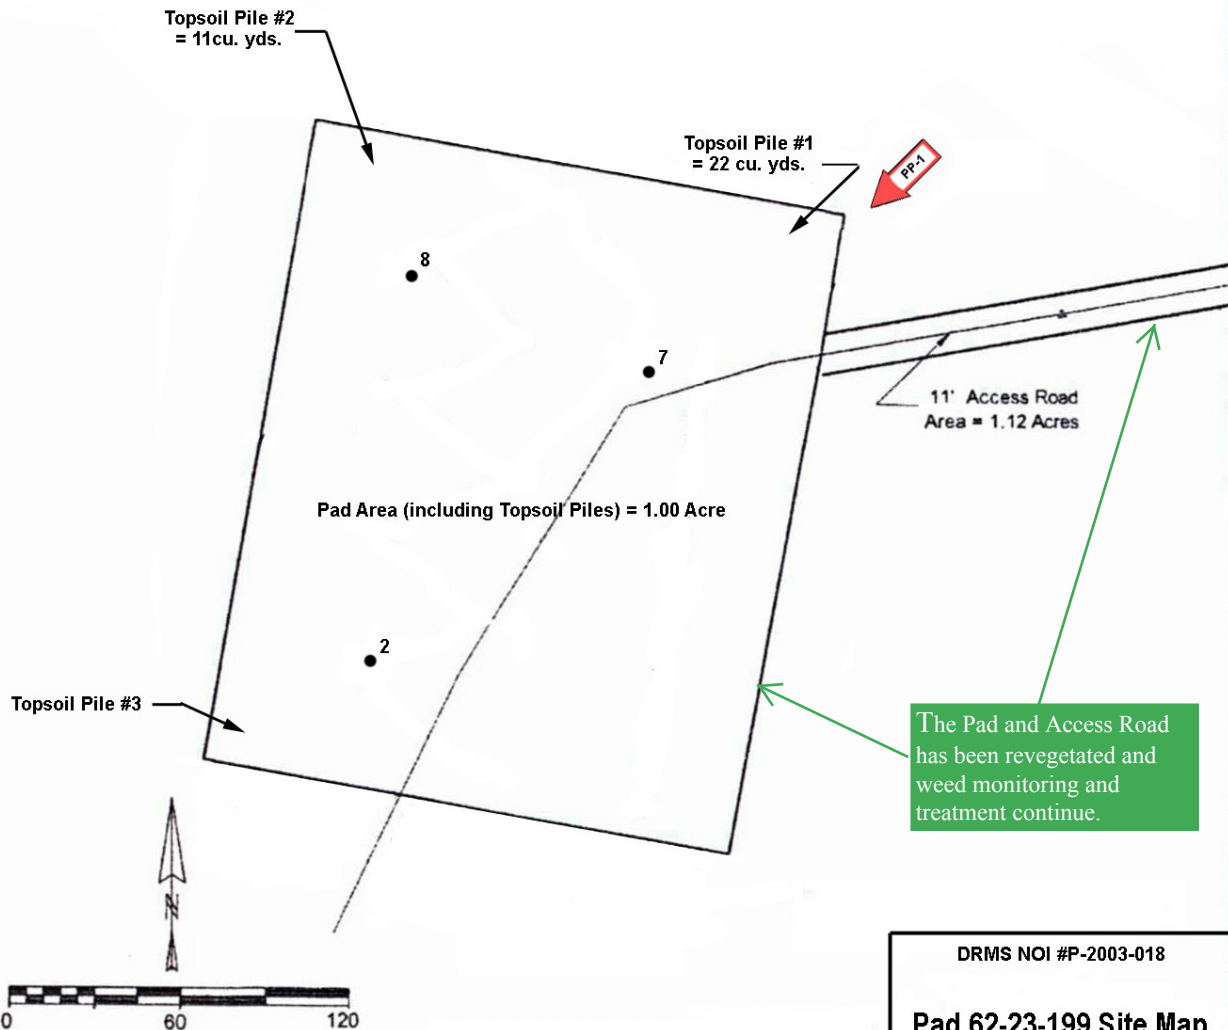 Topsoil Pile #2
= 11cu. yds.
Topsoil Pile #1
= 22 cu. yds.
PP-1
8
7
11' Access Road
Area = 1.12 Acres
Pad Area (including Topsoil Piles) = 1.00 Acre
2
Topsoil Pile #3
The Pad and Access Road
has been revegetated and
weed monitoring and
treatment continue.
N
0 60 120
DRMS NOI #P-2003-018
Pad 62-23-199 Site Map